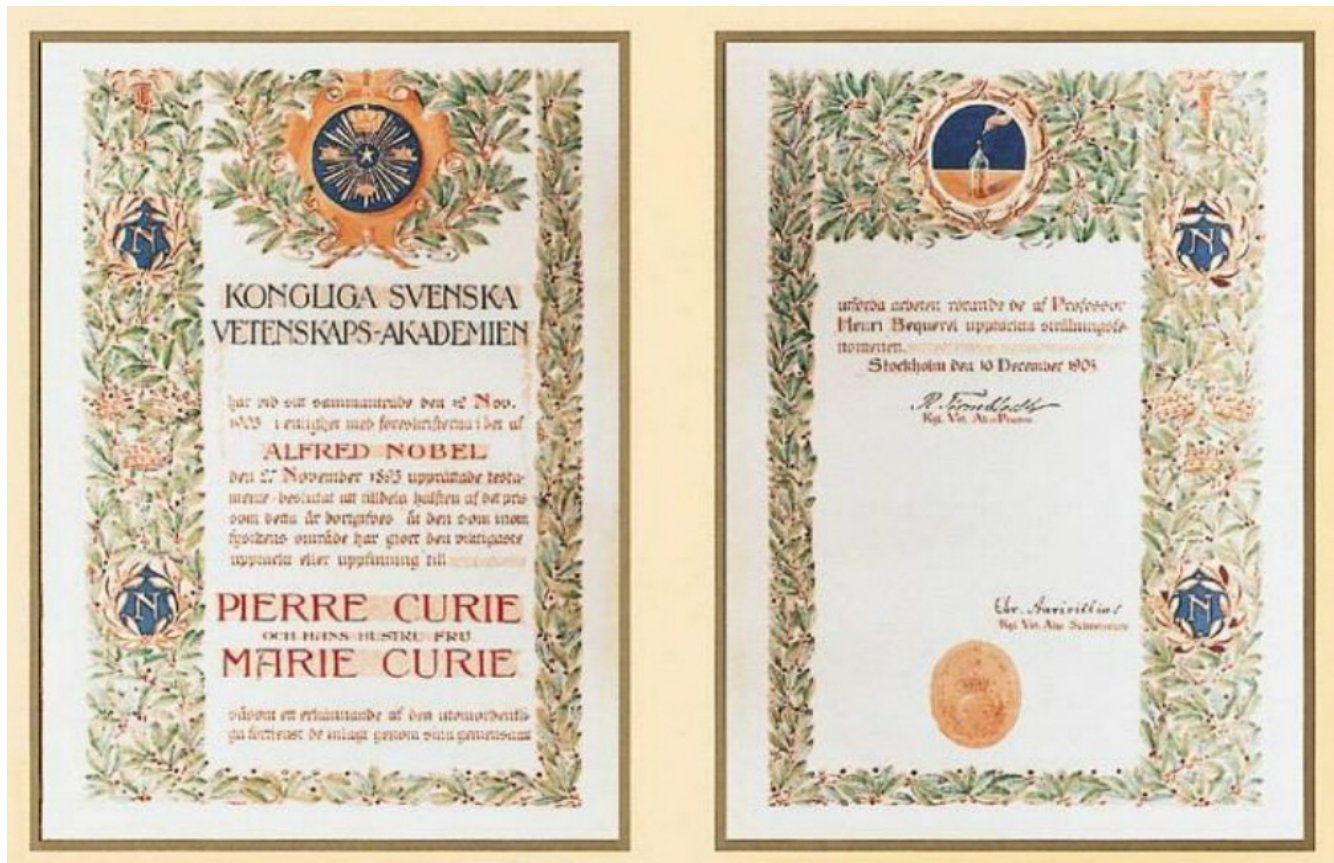 KONGLIGA SVENSKA
VETENSKAPS-AKADEMIEN
har vid sitt sammanträde den 12 Nov.
1903 i enlighet med föreskrifterna i det af
ALFRED NOBEL
den 27 November 1895 upprättade testa-
mente beslutat att tilldela hälften af det pris
som detta år bortgifves åt den som inom
fysikens område har gjort den viktigaste
upptäckt eller uppfinning till
PIERRE CURIE
OCH HANS HUSTRU FRU
MARIE CURIE
såsom ett erkännande af den utomordentli-
ga förtjenst de inlagt genom sina gemensamt
N
N
utförda arbeten rörande de af Professor
Henri Bequerel upptäckta strålningsfe-
nomenen.
Stockholm den 10 December 1903
Kgl. Vet. Aks. Præses
Chr. Aurivillius
Kgl. Vet. Aks. Sekreterare
N
N